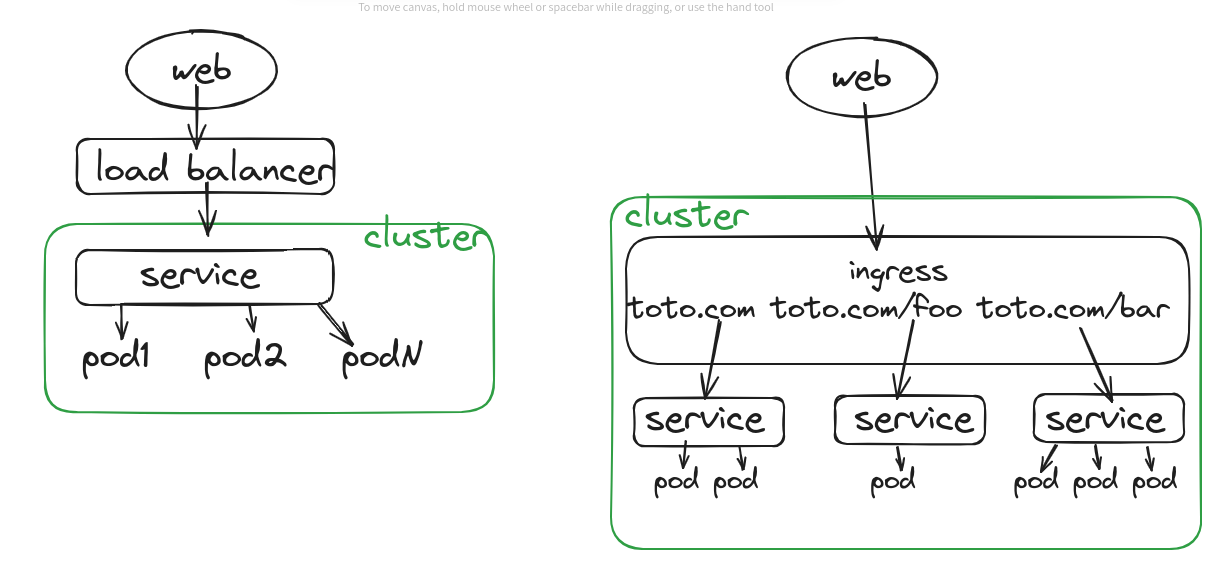 To move canvas, hold mouse wheel or spacebar while dragging, or use the hand tool
web
load balancer
cluster
service
pod1 pod2 podN
web
cluster
ingress
toto.com toto.com/foo toto.com/bar
service service service
pod pod pod pod pod pod